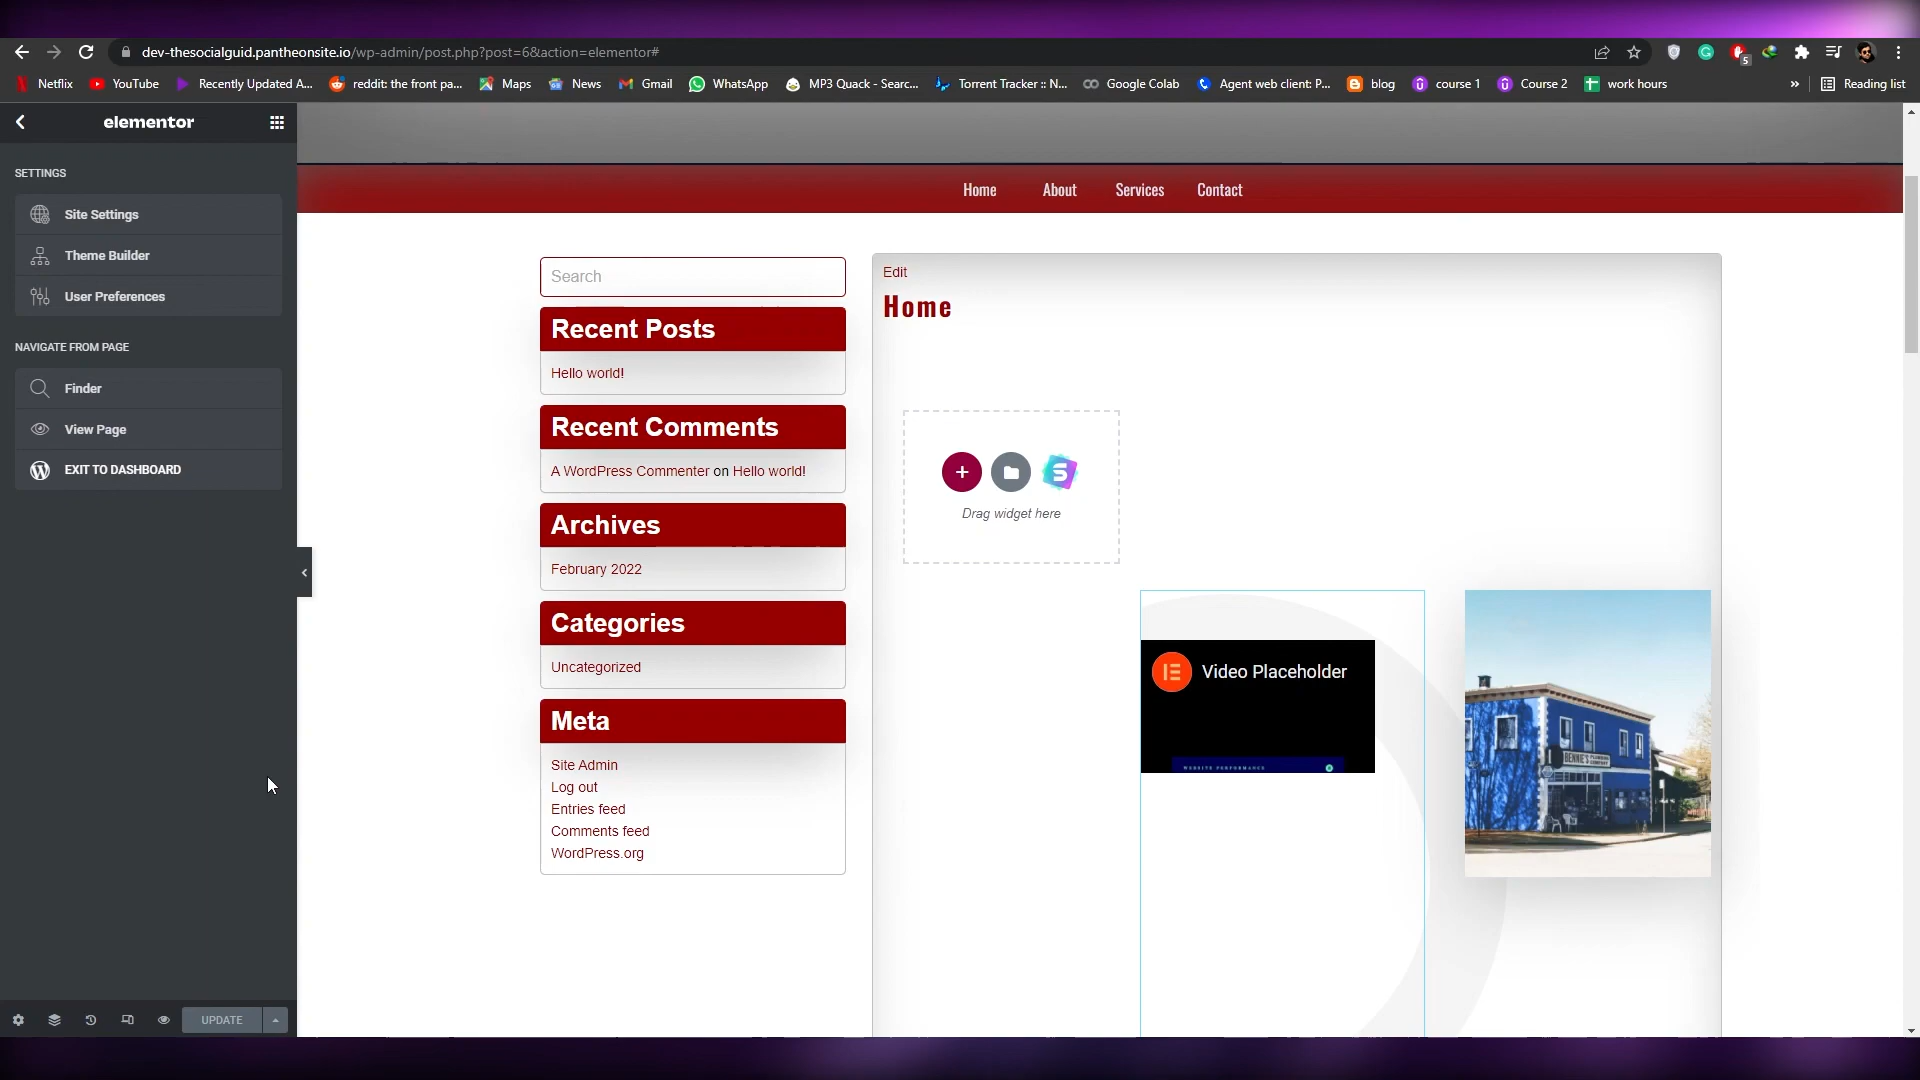 dev-thesocialguid.pantheonsite.io/wp-admin/post.php?post=6&action=elementor#
5
Netflix YouTube Recently Updated A... reddit: the front pa... Maps News Gmail WhatsApp MP3 Quack - Searc... Torrent Tracker :: N... Google Colab Agent web client: P... blog course 1 Course 2 work hours » Reading list
elementor
SETTINGS
Site Settings
Theme Builder
User Preferences
NAVIGATE FROM PAGE
Finder
View Page
EXIT TO DASHBOARD
UPDATE
Home About Services Contact
Search
Recent Posts
Hello world!
Recent Comments
A WordPress Commenter on Hello world!
Archives
February 2022
Categories
Uncategorized
Meta
Site Admin
Log out
Entries feed
Comments feed
WordPress.org
Edit
Home
Drag widget here
Video Placeholder
WEBSITE PERFORMANCE